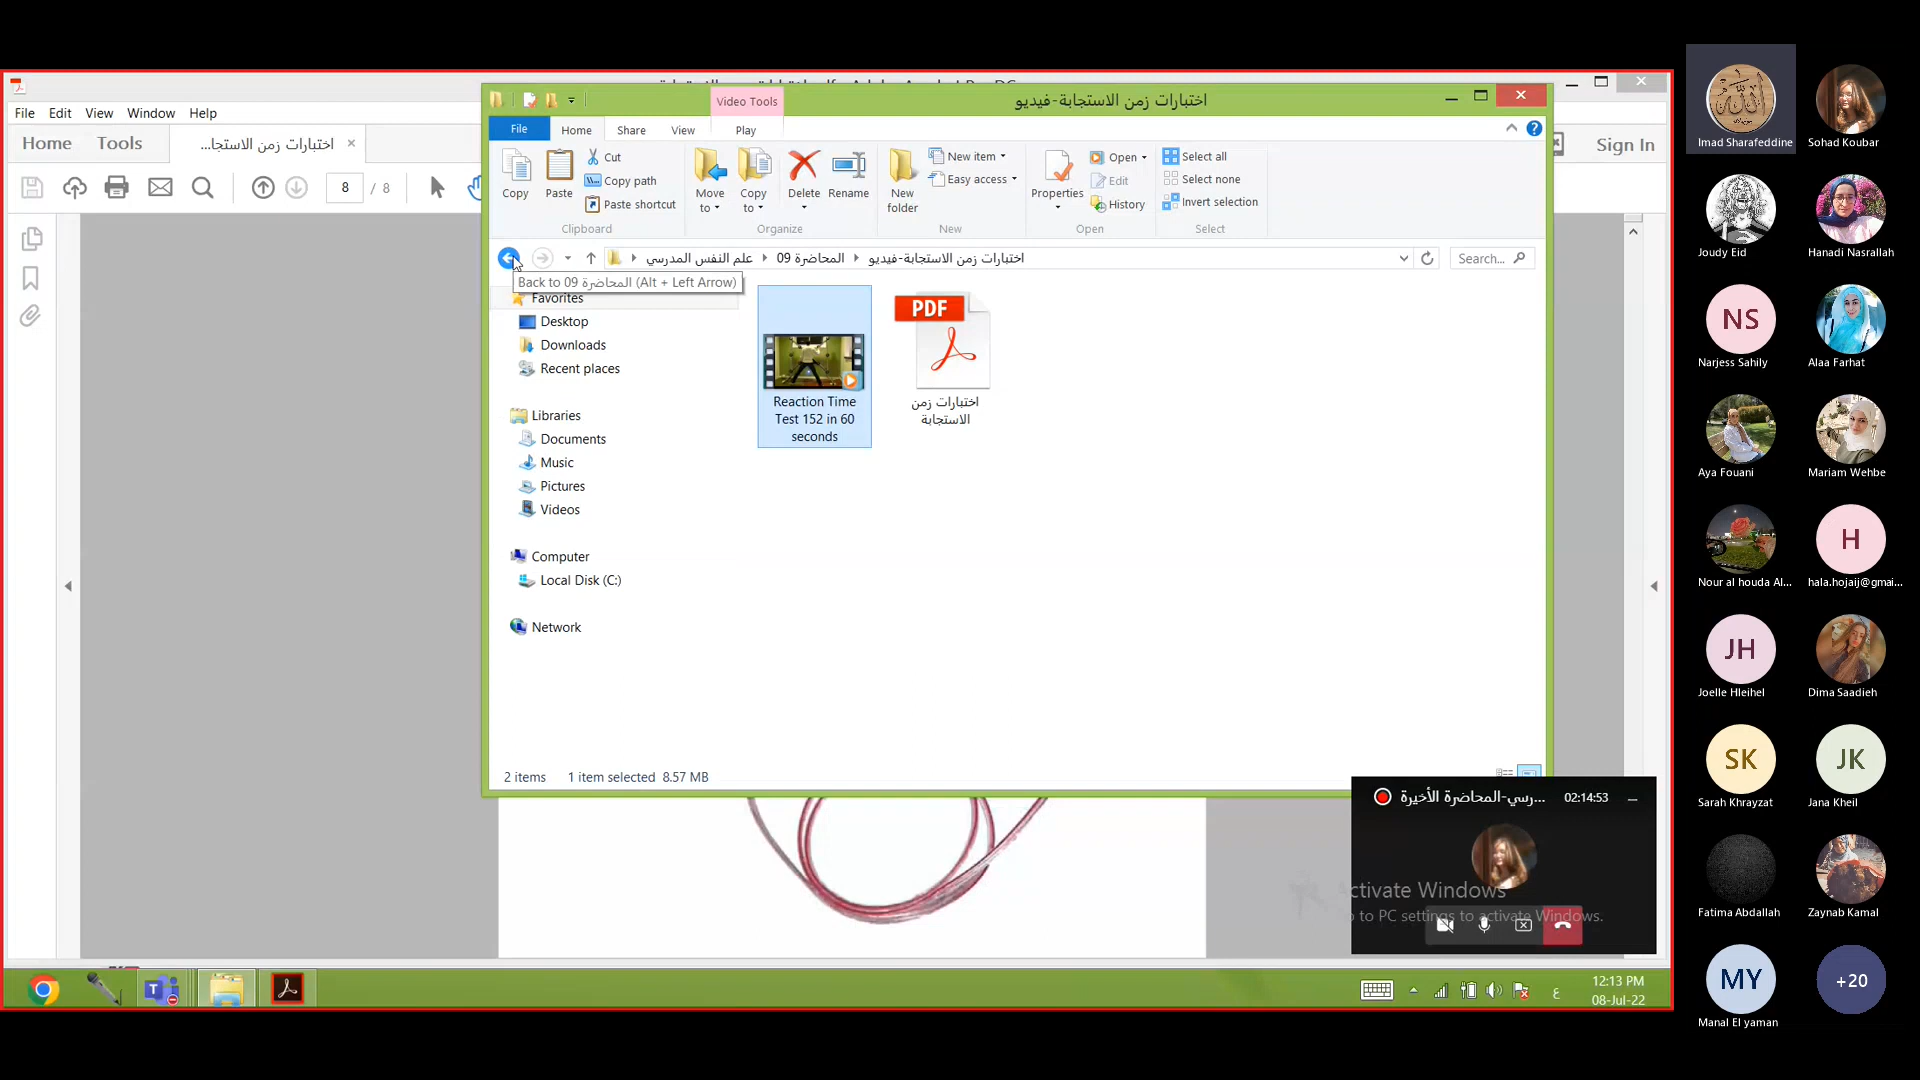 File Edit View Window Help
Home Tools
اختبارات زمن الاستجا...
Sign In
8 / 8
Video Tools
اختبارات زمن الاستجابة-فيديو
File Home Share View Play
Copy
Paste
Cut
Copy path
Paste shortcut
Clipboard
Move to
Copy to
Delete
Rename
Organize
New folder
New item
Easy access
New
Properties
Open
Edit
History
Open
Select all
Select none
Invert selection
Select
علم النفس المدرسي
المحاضرة 09
اختبارات زمن الاستجابة-فيديو
Search...
Back to المحاضرة 09 (Alt + Left Arrow)
Favorites
Desktop
Downloads
Recent places
Libraries
Documents
Music
Pictures
Videos
Computer
Local Disk (C:)
Network
Reaction Time
Test 152 in 60
seconds
PDF
اختبارات زمن
الاستجابة
2 items 1 item selected 8.57 MB
رسي-المحاضرة الأخيرة...
02:14:53
Activate Windows
Go to PC settings to activate Windows.
ع
12:13 PM
08-Jul-22
Imad Sharafeddine
Sohad Koubar
Joudy Eid
Hanadi Nasrallah
NS
Narjess Sahily
Alaa Farhat
Aya Fouani
Mariam Wehbe
Nour al houda Al...
H
hala.hojaij@gmai...
JH
Joelle Hleihel
Dima Saadieh
SK
Sarah Khrayzat
JK
Jana Kheil
Fatima Abdallah
Zaynab Kamal
MY
Manal El yaman
+20